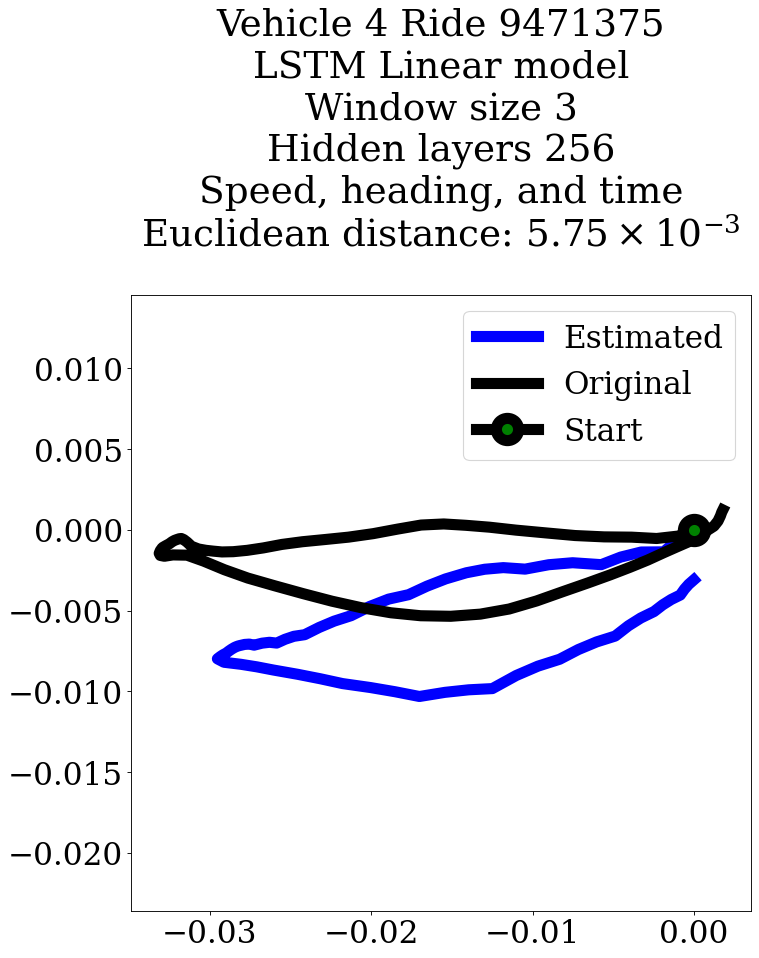 Vehicle 4 Ride 9471375
LSTM Linear model
Window size 3
Hidden layers 256
Speed, heading, and time
Euclidean distance: 5.75 × 10⁻³
Estimated
Original
Start
0.010
0.005
0.000
−0.005
−0.010
−0.015
−0.020
−0.03 −0.02 −0.01 0.00